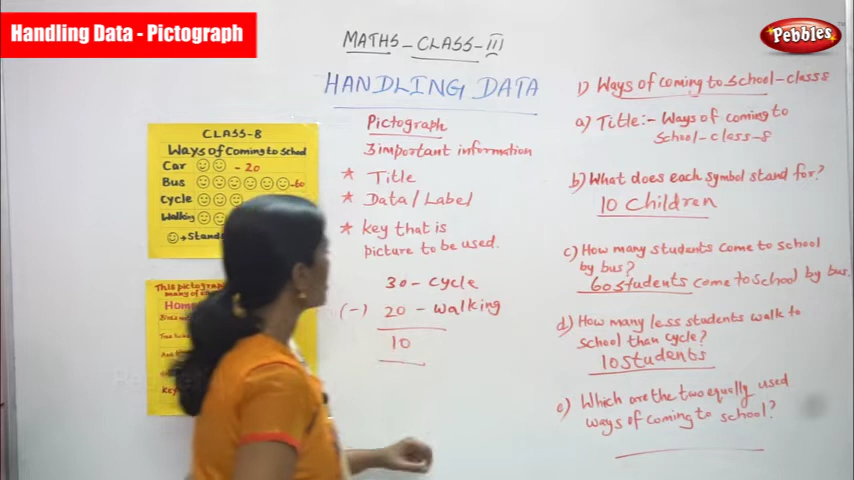 Handling Data - Pictograph
Pebbles
MATHS - CLASS - III
HANDLING DATA
CLASS-8
Ways of Coming to School
Car - 20
Bus - 60
Cycle
Walking
→ Stands
This pictograph
many of
Home
Key
Pictograph
3 important information
* Title
* Data / Label
* Key that is
picture to be used.
30 - cycle
(-) 20 - walking
10
1) Ways of coming to school - class 8
a) Title :- Ways of coming to
school - class - 8
b) What does each symbol stand for?
10 children
c) How many students come to school
by bus?
60 students come to school by bus.
d) How many less students walk to
school than cycle?
10 students
e) Which are the two equally used
ways of coming to school?